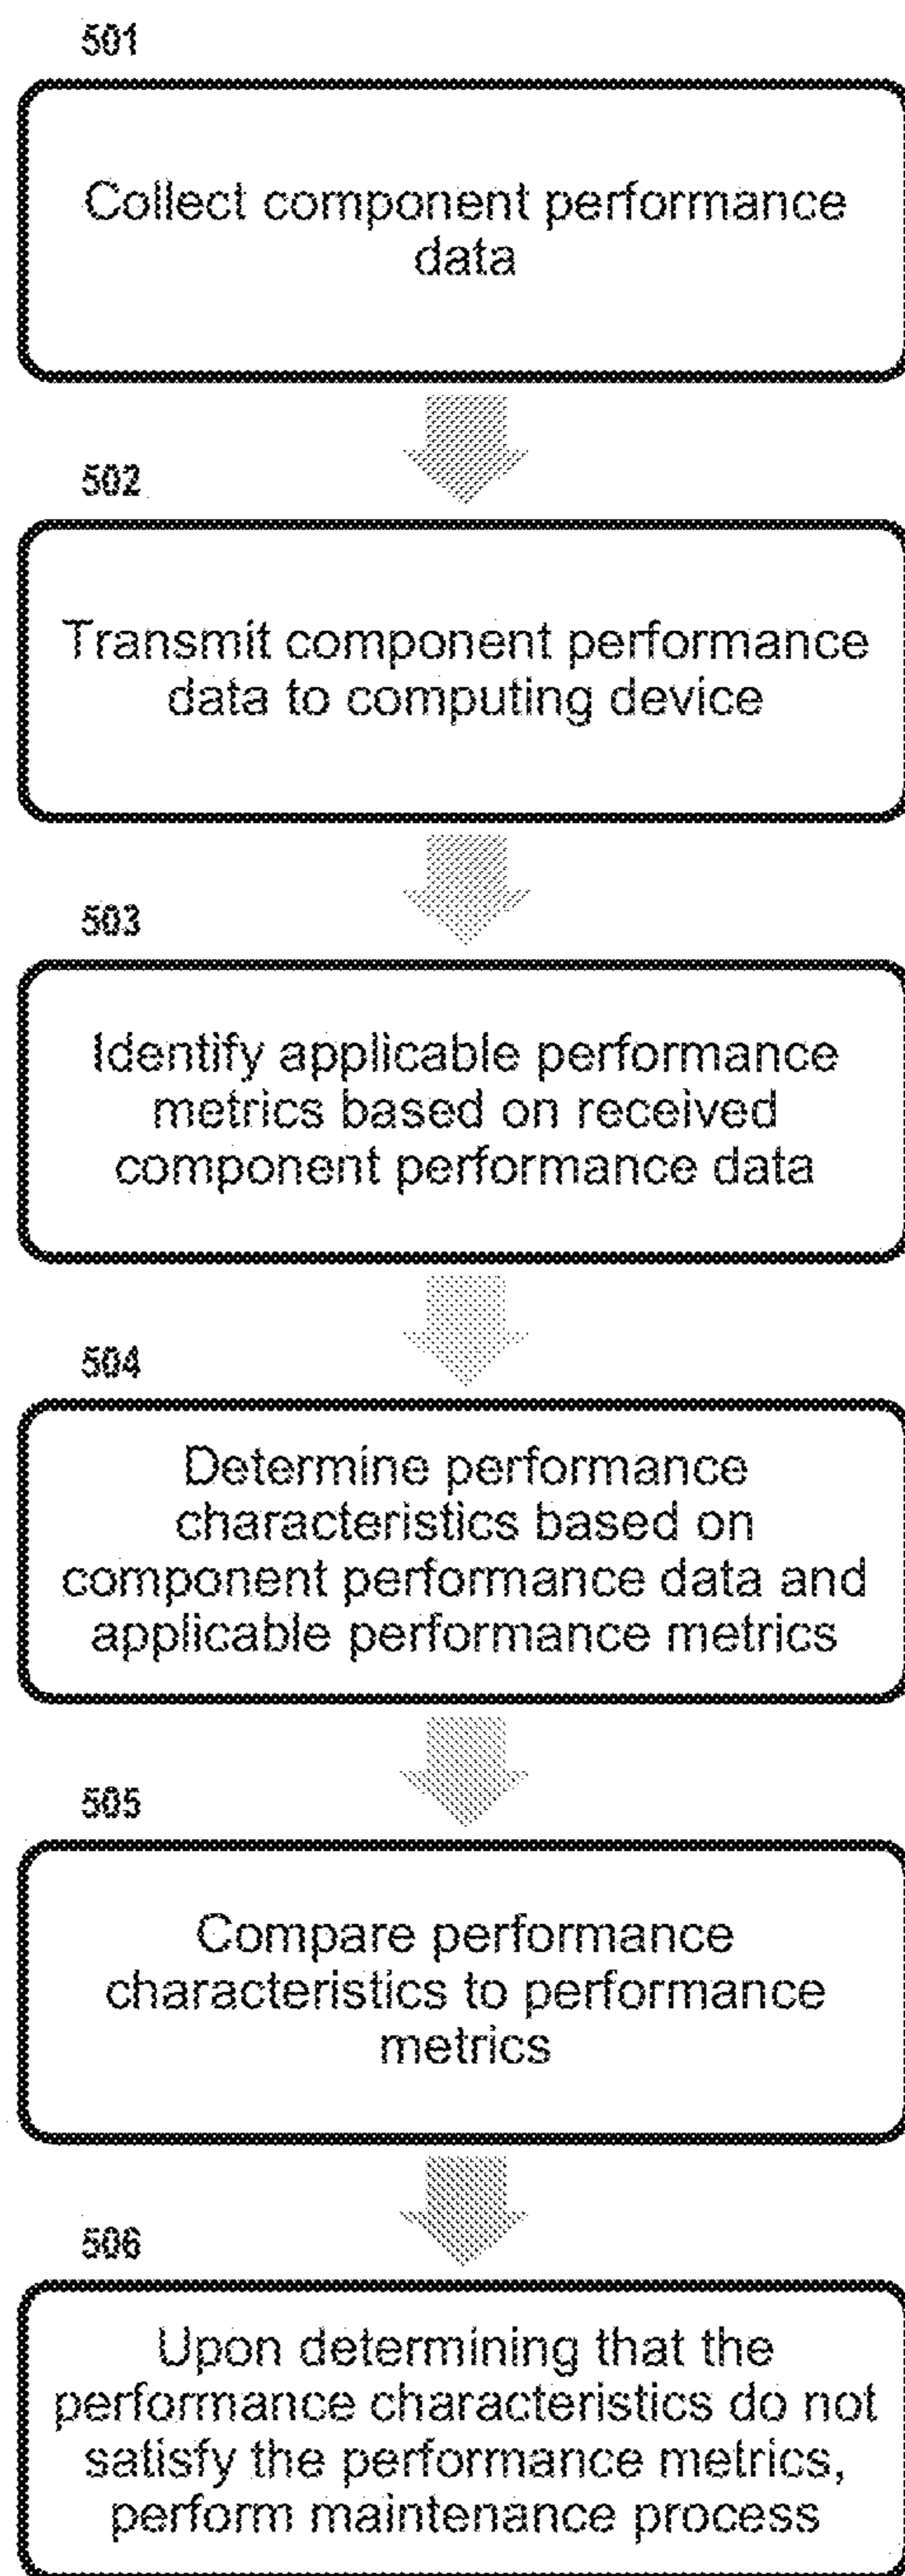 501
Collect component performance
data
502
Transmit component performance
data to computing device
503
Identify applicable performance
metrics based on received
component performance data
504
Determine performance
characteristics based on
component performance data and
applicable performance metrics
505
Compare performance
characteristics to performance
metrics
506
Upon determining that the
performance characteristics do not
satisfy the performance metrics,
perform maintenance process